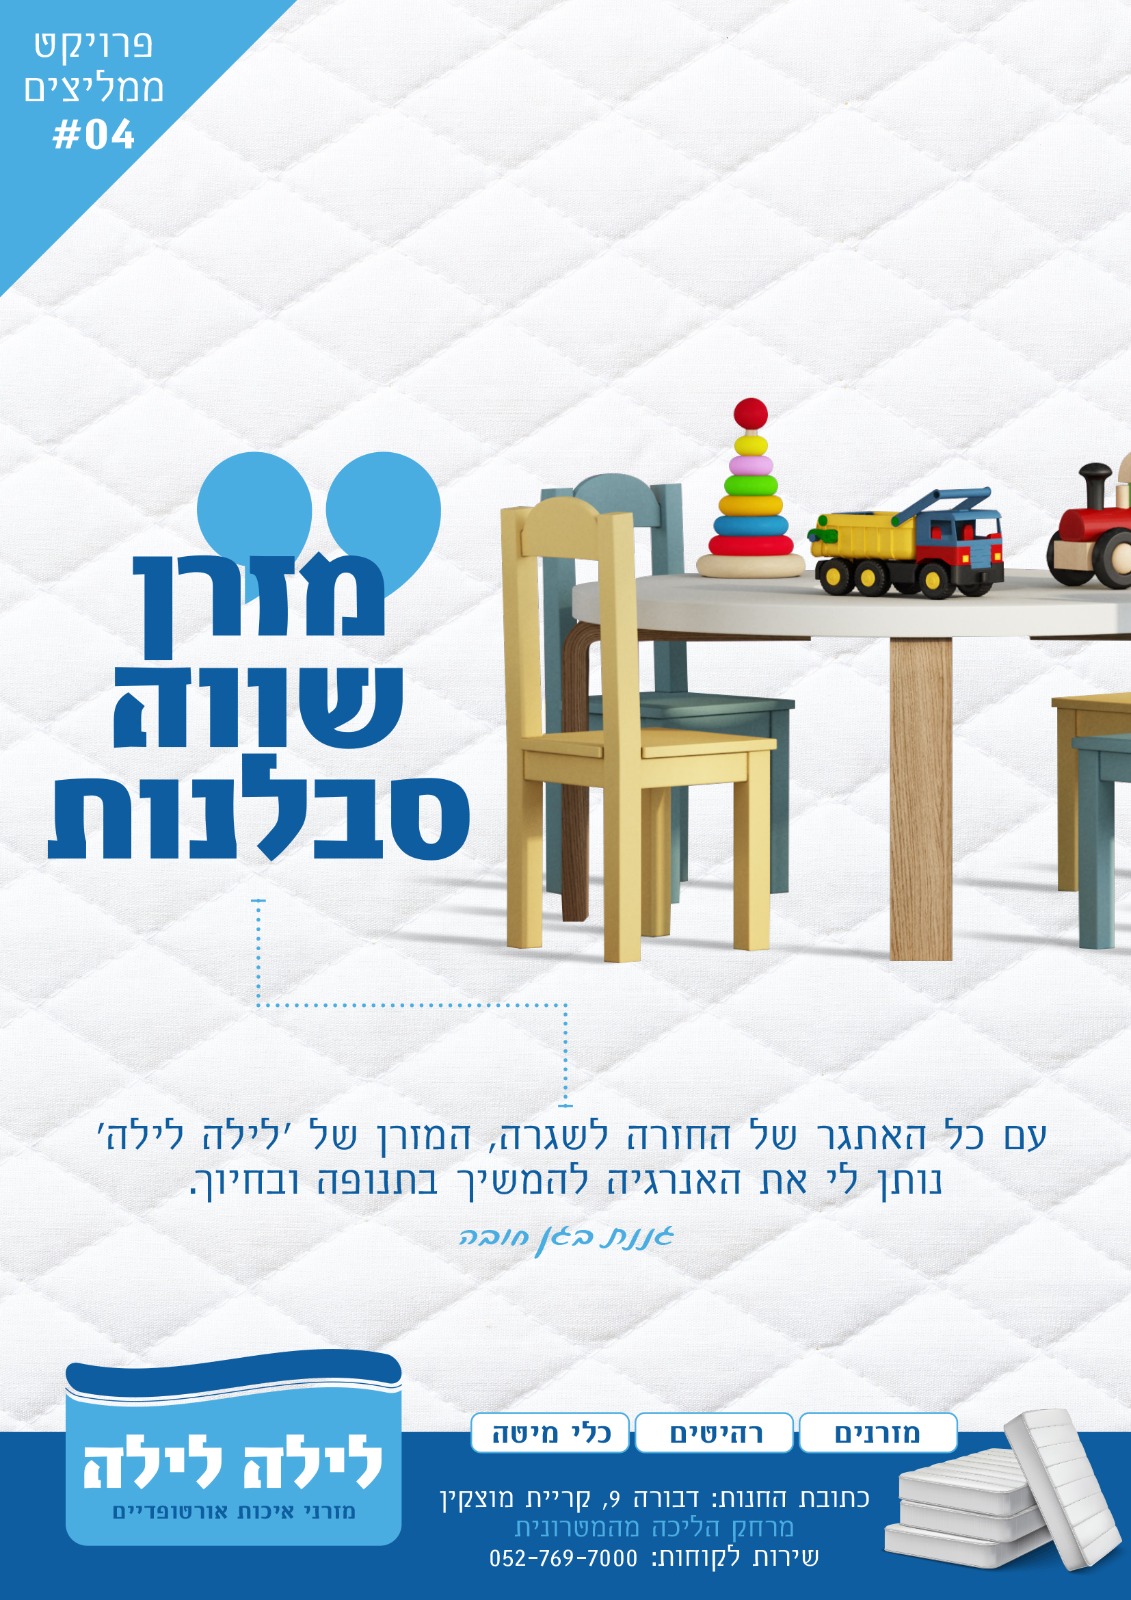 פרויקט
ממליצים
#04
מזרן
שווה
סבלנות
עם כל האתגר של החזרה לשגרה, המזרן של 'לילה לילה'
נותן לי את האנרגיה להמשיך בתנופה ובחיוך.
גננת בגן חובה
מזרנים
רהיטים
כלי מיטה
כתובת החנות: דבורה 9, קריית מוצקין
מרחק הליכה מהמטרונית
שירות לקוחות: 052-769-7000
לילה לילה
מזרני איכות אורטופדיים